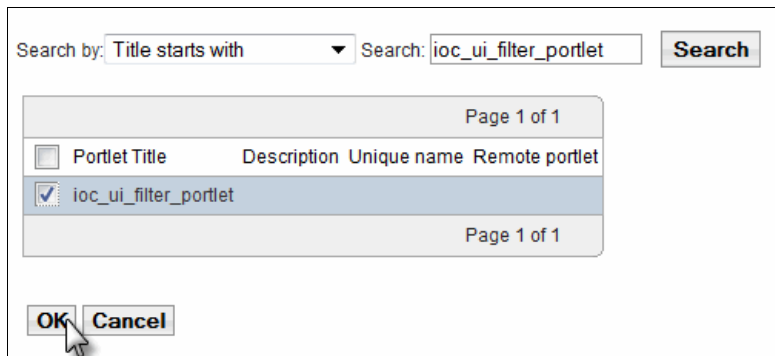 Search by: Title starts with Search: ioc_ui_filter_portlet Search
Page 1 of 1
Portlet Title Description Unique name Remote portlet
ioc_ui_filter_portlet
Page 1 of 1
OK Cancel